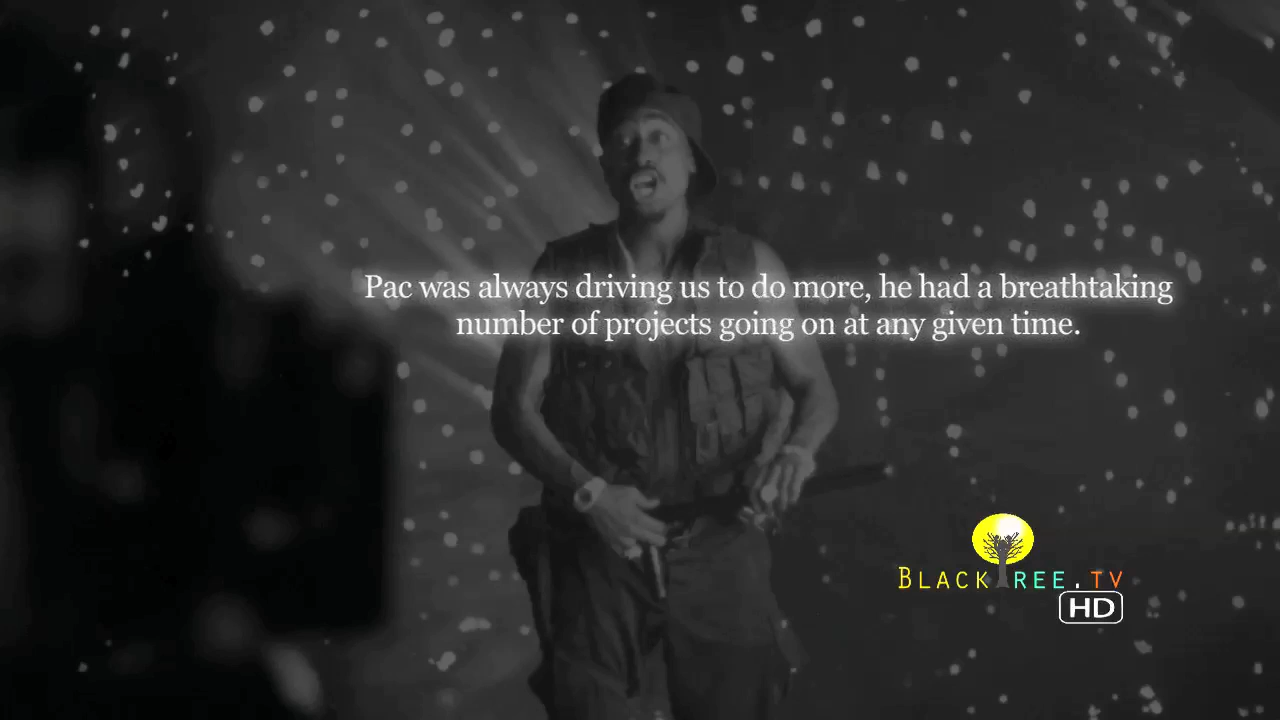 Pac was always driving us to do more, he had a breathtaking
number of projects going on at any given time.
BLACKTREE.TV
HD